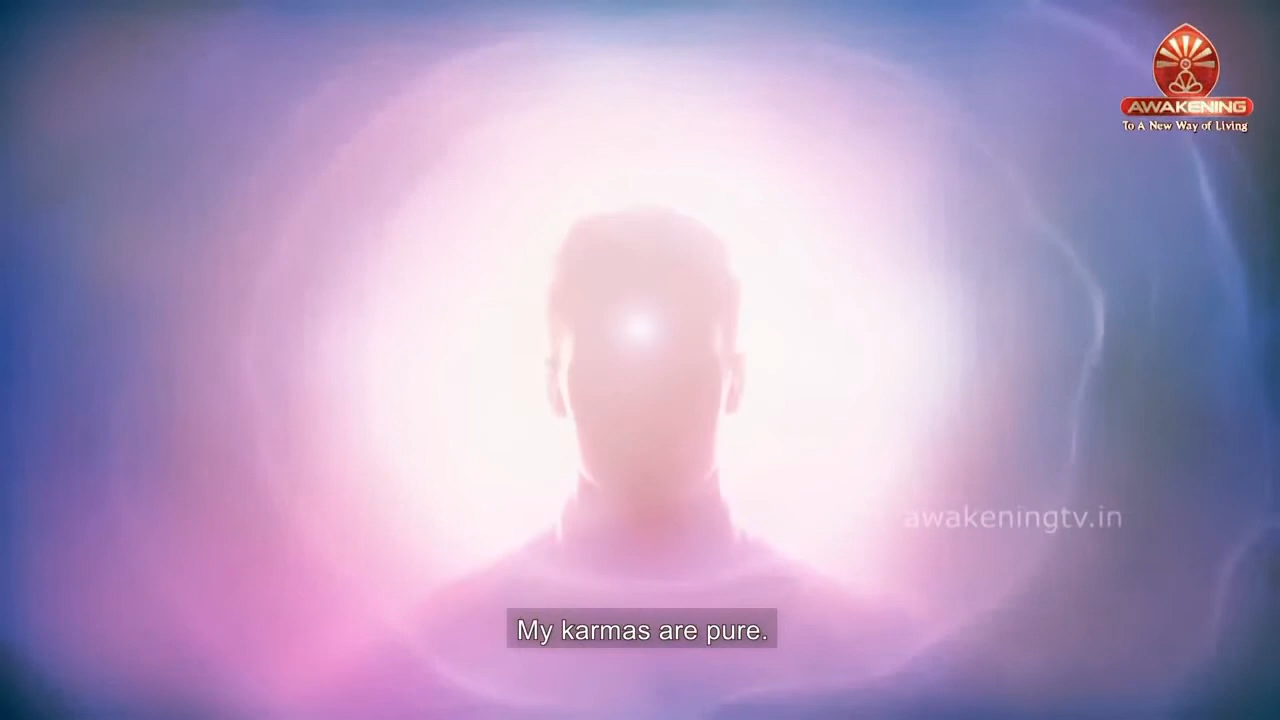 AWAKENING
To A New Way of Living
awakeningtv.in
My karmas are pure.